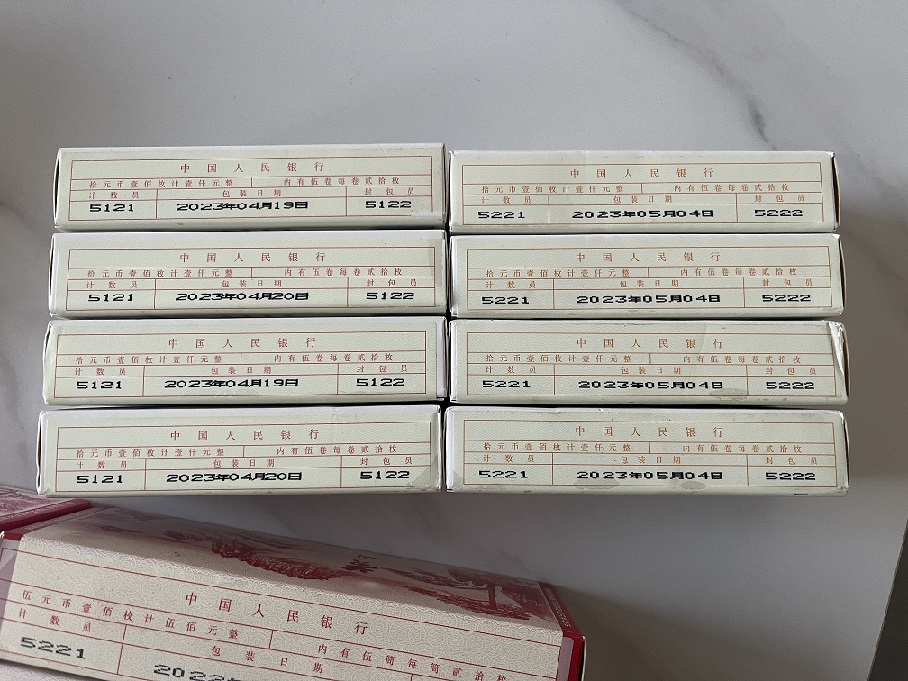 中国人民银行
拾元币壹佰枚计壹仟元整 内有伍卷每卷贰拾枚
计数员 包装日期 封包员
5121 2023年04月19日 5122
中国人民银行
拾元币壹佰枚计壹仟元整 内有伍卷每卷贰拾枚
计数员 包装日期 封包员
5121 2023年04月20日 5122
中国人民银行
拾元币壹佰枚计壹仟元整 内有伍卷每卷贰拾枚
计数员 包装日期 封包员
5121 2023年04月19日 5122
中国人民银行
拾元币壹佰枚计壹仟元整 内有伍卷每卷贰拾枚
计数员 包装日期 封包员
5121 2023年04月20日 5122
中国人民银行
拾元币壹佰枚计壹仟元整 内有伍卷每卷贰拾枚
计数员 包装日期 封包员
5221 2023年05月04日 5222
中国人民银行
拾元币壹佰枚计壹仟元整 内有伍卷每卷贰拾枚
计数员 包装日期 封包员
5221 2023年05月04日 5222
中国人民银行
拾元币壹佰枚计壹仟元整 内有伍卷每卷贰拾枚
计数员 包装日期 封包员
5221 2023年05月04日 5222
中国人民银行
拾元币壹佰枚计壹仟元整 内有伍卷每卷贰拾枚
计数员 包装日期 封包员
5221 2023年05月04日 5222
中国人民银行
伍元币壹佰枚计伍佰元整 内有伍卷每卷贰拾枚
计数员 包装日期
5221 202